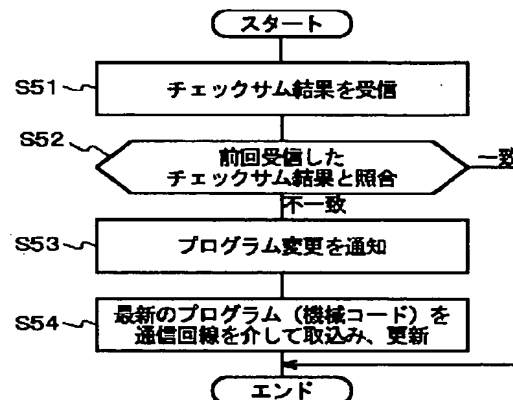 スタート
S51
チェックサム結果を受信
S52
前回受信した
チェックサム結果と照合
一致
不一致
S53
プログラム変更を通知
S54
最新のプログラム（機械コード）を
通信回線を介して取込み、更新
エンド